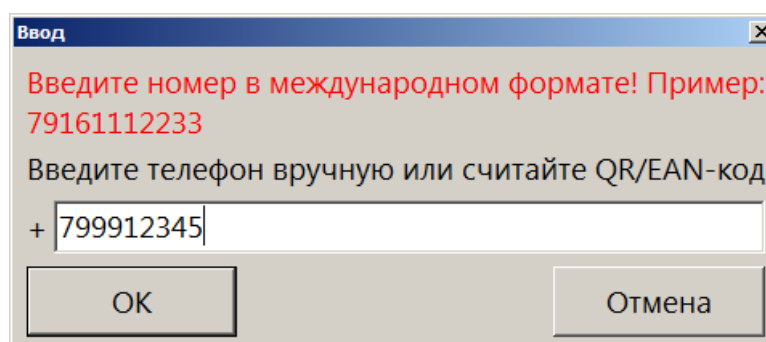 Ввод
Введите номер в международном формате! Пример:
79161112233
Введите телефон вручную или считайте QR/EAN-код
+ 799912345
OK
Отмена